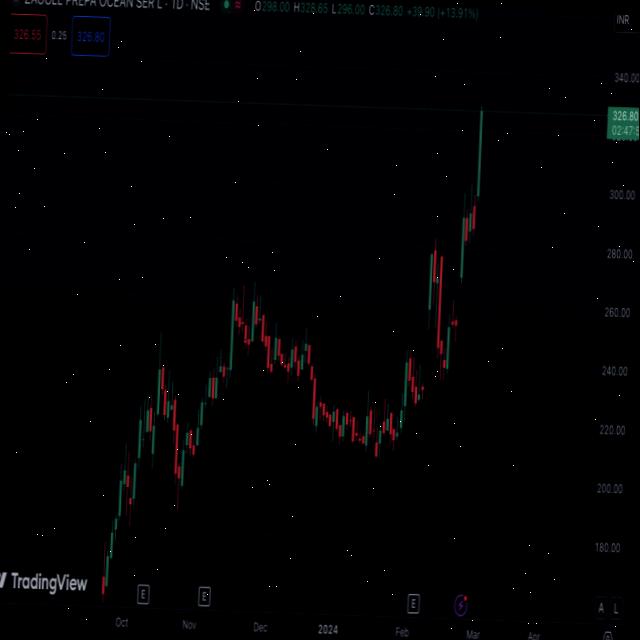 PREPA OCEAN SER L · 1D · NSE O298.00 H328.65 L296.00 C326.80 +39.90 (+13.91%) INR
326.55 0.25 326.80
340.00
326.80
02:47:
300.00
280.00
260.00
240.00
220.00
200.00
180.00
TradingView E E E A L
Oct Nov Dec 2024 Feb Mar